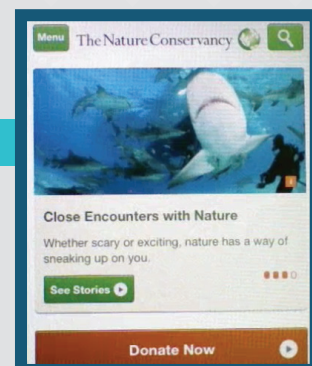 Menu The Nature Conservancy
Close Encounters with Nature
Whether scary or exciting, nature has a way of
sneaking up on you.
See Stories
Donate Now